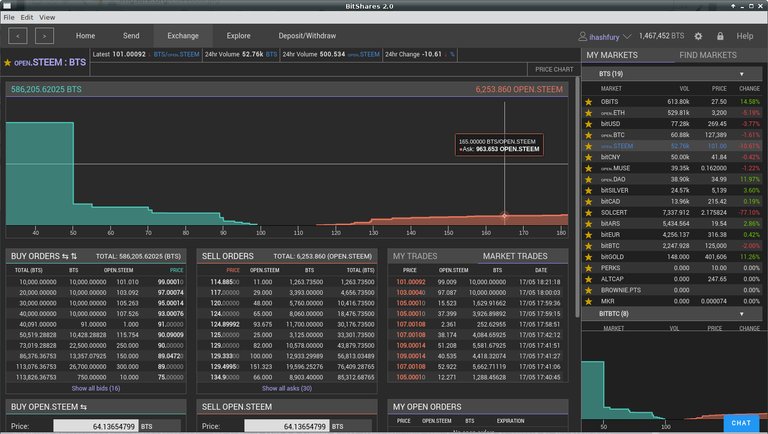 BitShares 2.0
File Edit View
< > Home Send Exchange Explore Deposit/Withdraw ihashfury 1,467,452 BTS Help
OPEN.STEEM : BTS
Latest 101.00092 ↓ BTS/OPEN.STEEM 24hr Volume 52.76k BTS 24hr Volume 500.534 OPEN.STEEM 24hr Change -10.61 ↓ %
PRICE CHART
586,205.62025 BTS 6,253.860 OPEN.STEEM
165.00000 BTS/OPEN.STEEM
Ask: 963.653 OPEN.STEEM
40 50 60 70 80 90 100 110 120 130 140 150 160 170 180
BUY ORDERS TOTAL: 586,205.62025 (BTS)
TOTAL (BTS) BTS OPEN.STEEM PRICE
10,000.00000 10,000.00000 101.010 99.00010
20,000.00000 10,000.00000 103.092 97.00074
30,000.00000 10,000.00000 105.263 95.00014
40,000.00000 10,000.00000 107.526 93.00076
40,091.00000 91.00000 1.000 91.00000
50,519.28828 10,428.28828 115.754 90.09009
73,019.28828 22,500.00000 250.000 90.00000
86,376.36753 13,357.07925 150.000 89.04720
113,076.36753 26,700.00000 300.000 89.00000
113,826.36753 750.00000 10.000 75.00000
Show all bids (16)
SELL ORDERS TOTAL: 6,253.860 (OPEN.STEEM)
PRICE OPEN.STEEM BTS TOTAL (BTS)
11.000 1,263.73500 1,263.73500
117.00000 29.000 3,393.00000 4,656.73500
120.00000 48.000 5,760.00000 10,416.73500
124.00000 65.000 8,060.00000 18,476.73500
124.89992 93.675 11,700.00000 30,176.73500
125.00000 25.000 3,125.00000 33,301.73500
129.00000 82.000 10,578.00000 43,879.73500
100.000 12,933.29989 56,813.03489
151.323 19,596.25276 76,409.28765
66.000 8,903.40000 85,312.68765
Show all asks (30)
MY TRADES MARKET TRADES
PRICE OPEN.STEEM BTS DATE
101.00092 99.009 10,000.00000 17/05 18:21:18
103.00040 97.087 10,000.00000 17/05 18:00:31
105.00010 15.523 1,629.91662 17/05 17:59:36
105.00010 37.399 3,926.89892 17/05 17:59:15
107.00108 2.361 252.62955 17/05 17:58:51
107.00108 38.174 4,084.65925 17/05 17:52:15
109.00014 51.208 5,581.67951 17/05 17:42:15
109.00014 40.535 4,418.32074 17/05 17:41:27
107.00108 52.922 5,662.71119 17/05 17:41:06
105.00010 12.271 1,288.45628 17/05 17:40:45
BUY OPEN.STEEM
Price: 64.13654799 BTS
SELL OPEN.STEEM
Price: 64.13654799 BTS
MY OPEN ORDERS
PRICE OPEN.STEEM BTS EXPIRATION
MY MARKETS FIND MARKETS
BTS (19)
MARKET VOL PRICE CHANGE
OBITS 613.80k 27.50 14.58%
OPEN.ETH 529.81k 3,200 -5.19%
bitUSD 77.28k 269.45 -3.77%
OPEN.BTC 60.88k 127,389 -1.61%
OPEN.STEEM 52.76k 101.00 -10.61%
bitCNY 50.00k 41.84 -0.42%
OPEN.MUSE 39.35k 0.162000 -1.22%
OPEN.DAO 38.90k 34.99 11.97%
bitSILVER 24.57k 5,139 3.60%
bitCAD 13.96k 215.42 0.19%
SOLCERT 7,337.912 2.175824 -77.10%
bitARS 5,434.564 19.54 2.86%
bitEUR 4,256.137 316.38 0.42%
bitBTC 2,247.928 125,000 -2.00%
bitGOLD 148.000 401,606 11.26%
PERKS 0.000 10.00 0.00%
ALTCAP 0.000 247.65 0.00%
BROWNIE.PTS 0.000 0.00%
MKR 0.000 0.000074 0.00%
BITBTC (8)
MARKET VOL PRICE CHANGE
50 100
CHAT